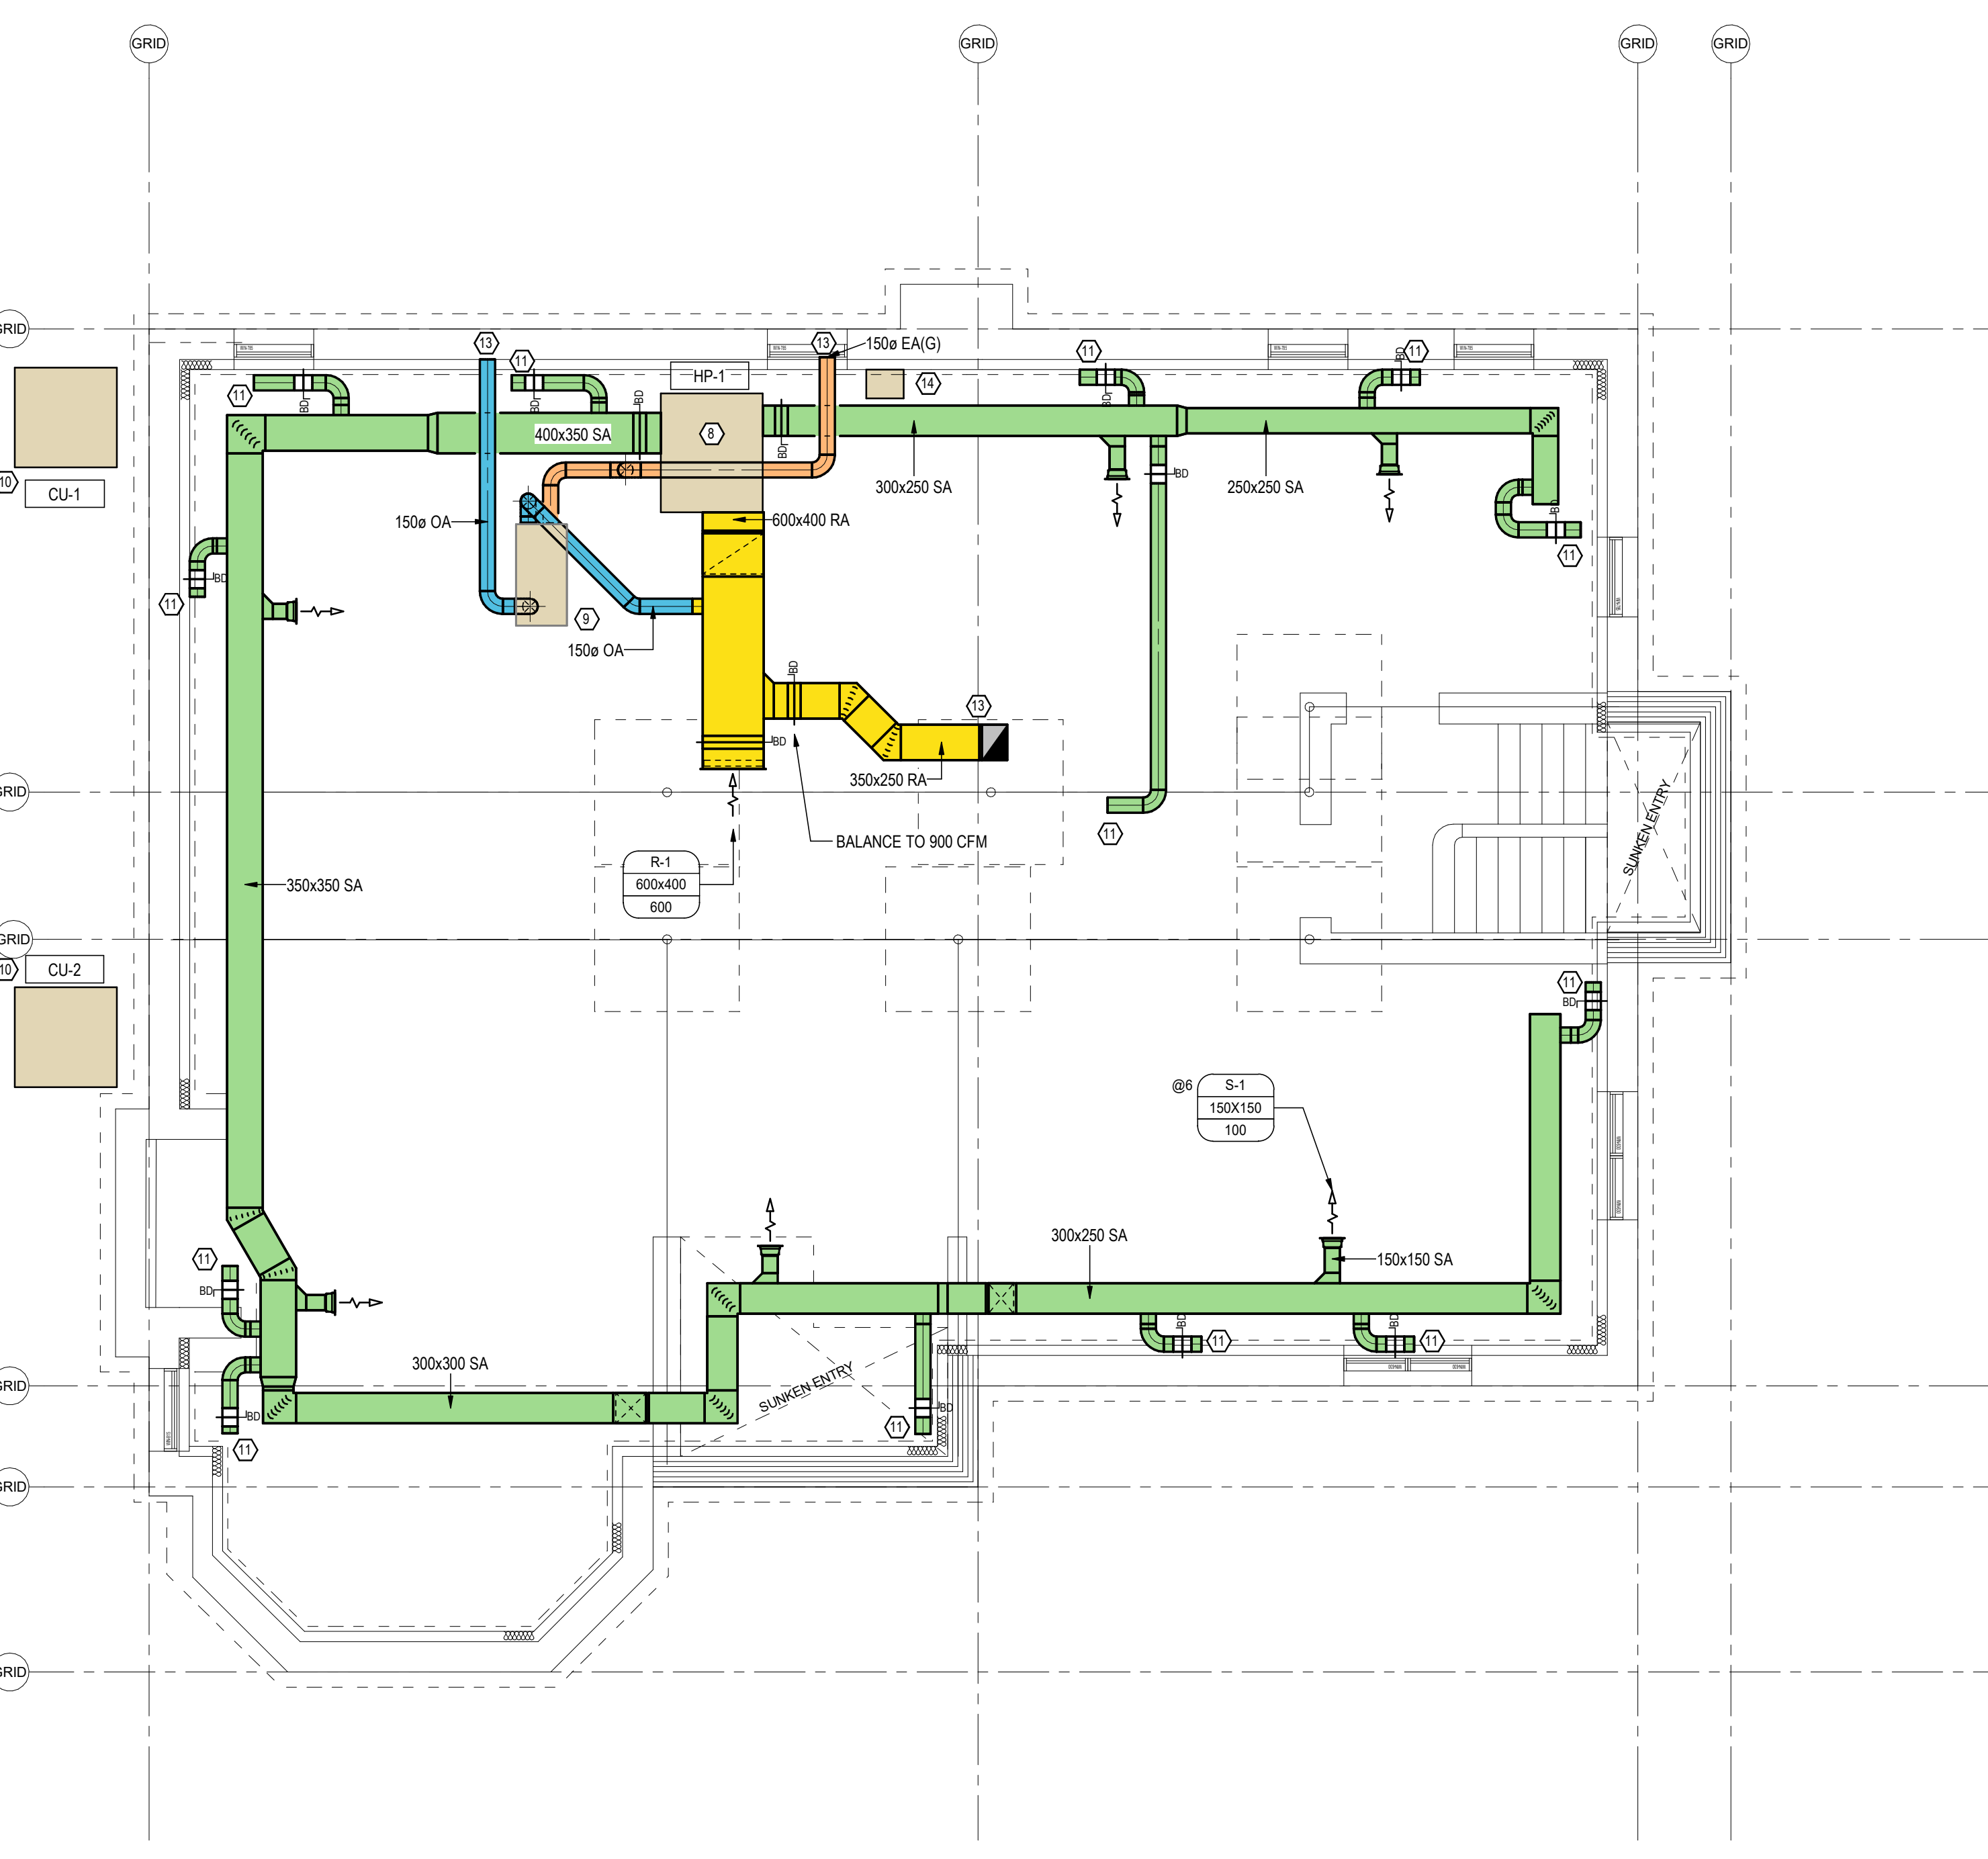 GRID
GRID
GRID
GRID
GRID
13
11
13
150ø EA(G)
11
11
HP-1
14
11
BD
BD
BD
BD
BD
BD
8
400x350 SA
BD
10
CU-1
300x250 SA
250x250 SA
150ø OA
600x400 RA
BD
11
BD
11
9
150ø OA
BD
13
BD
350x250 RA
GRID
SUNKEN ENTRY
11
BALANCE TO 900 CFM
R-1
600x400
600
350x350 SA
GRID
10
CU-2
11
BD
@6
S-1
150X150
100
300x250 SA
11
150x150 SA
BD
BD
BD
11
11
300x300 SA
SUNKEN ENTRY
GRID
BD
BD
11
11
GRID
GRID